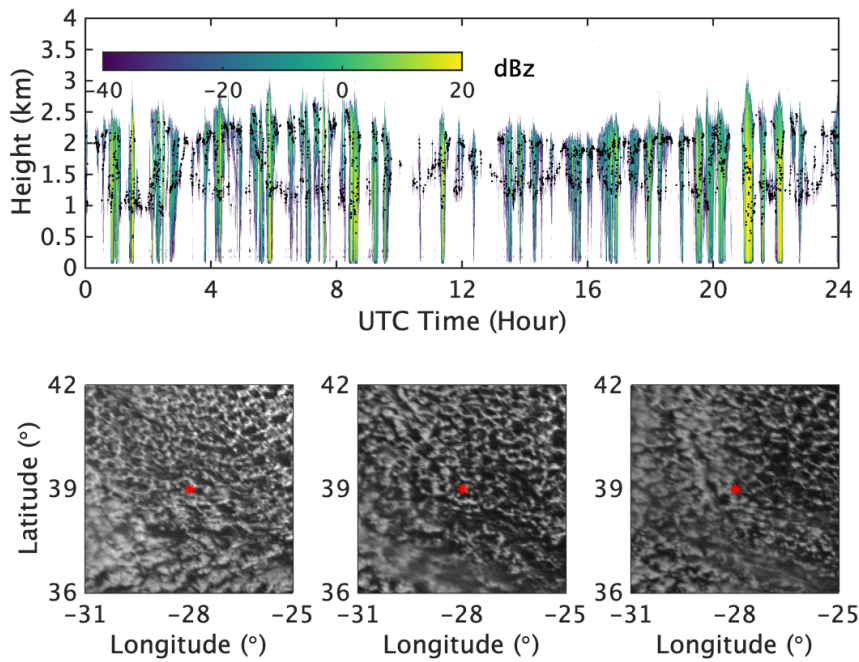 4
3.5
3
2.5
2
1.5
1
0.5
0
Height (km)
−40 −20 0 20
dBz
0 4 8 12 16 20 24
UTC Time (Hour)
42 42 42
39 39 39
36 36 36
Latitude (°)
−31 −28 −25 −31 −28 −25 −31 −28 −25
Longitude (°) Longitude (°) Longitude (°)